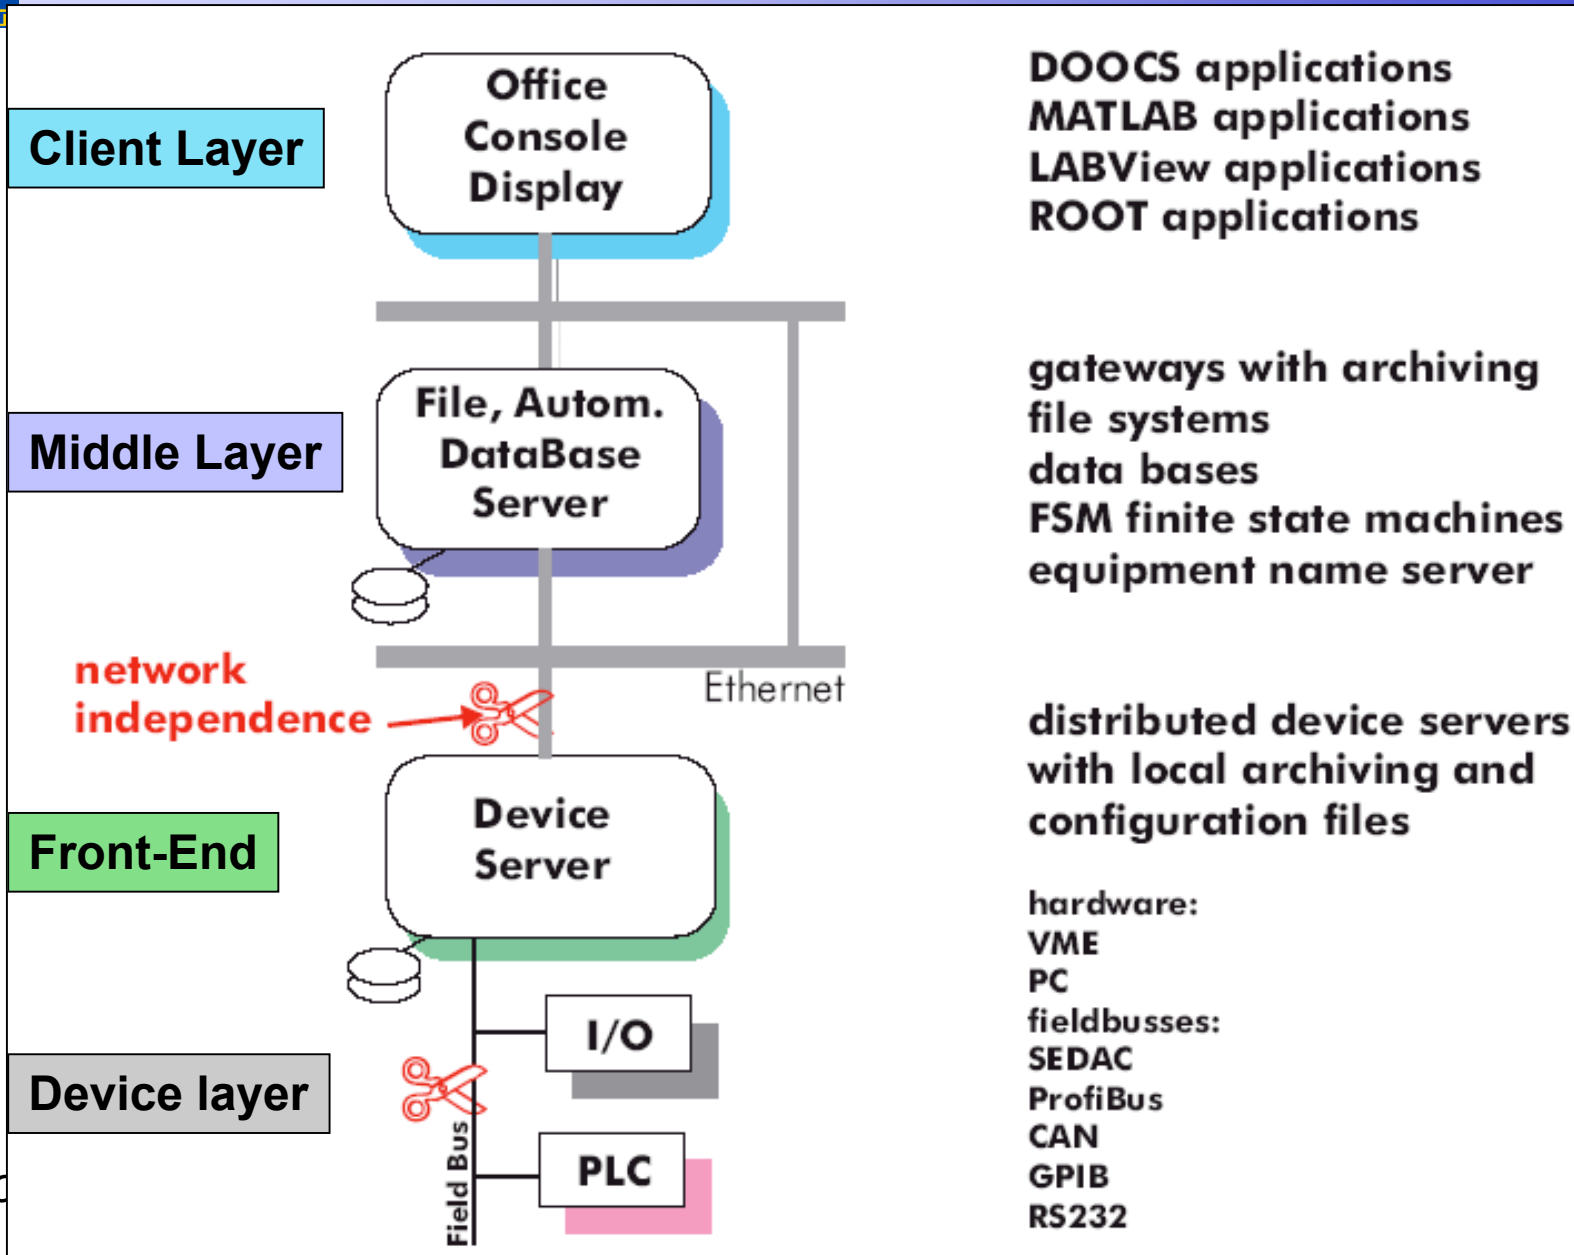 Client Layer
Office
Console
Display
DOOCS applications
MATLAB applications
LABView applications
ROOT applications
Middle Layer
File, Autom.
DataBase
Server
gateways with archiving
file systems
data bases
FSM finite state machines
equipment name server
network
independence
Ethernet
Front-End
Device
Server
distributed device servers
with local archiving and
configuration files
Device layer
I/O
PLC
Field Bus
hardware:
VME
PC
fieldbusses:
SEDAC
ProfiBus
CAN
GPIB
RS232